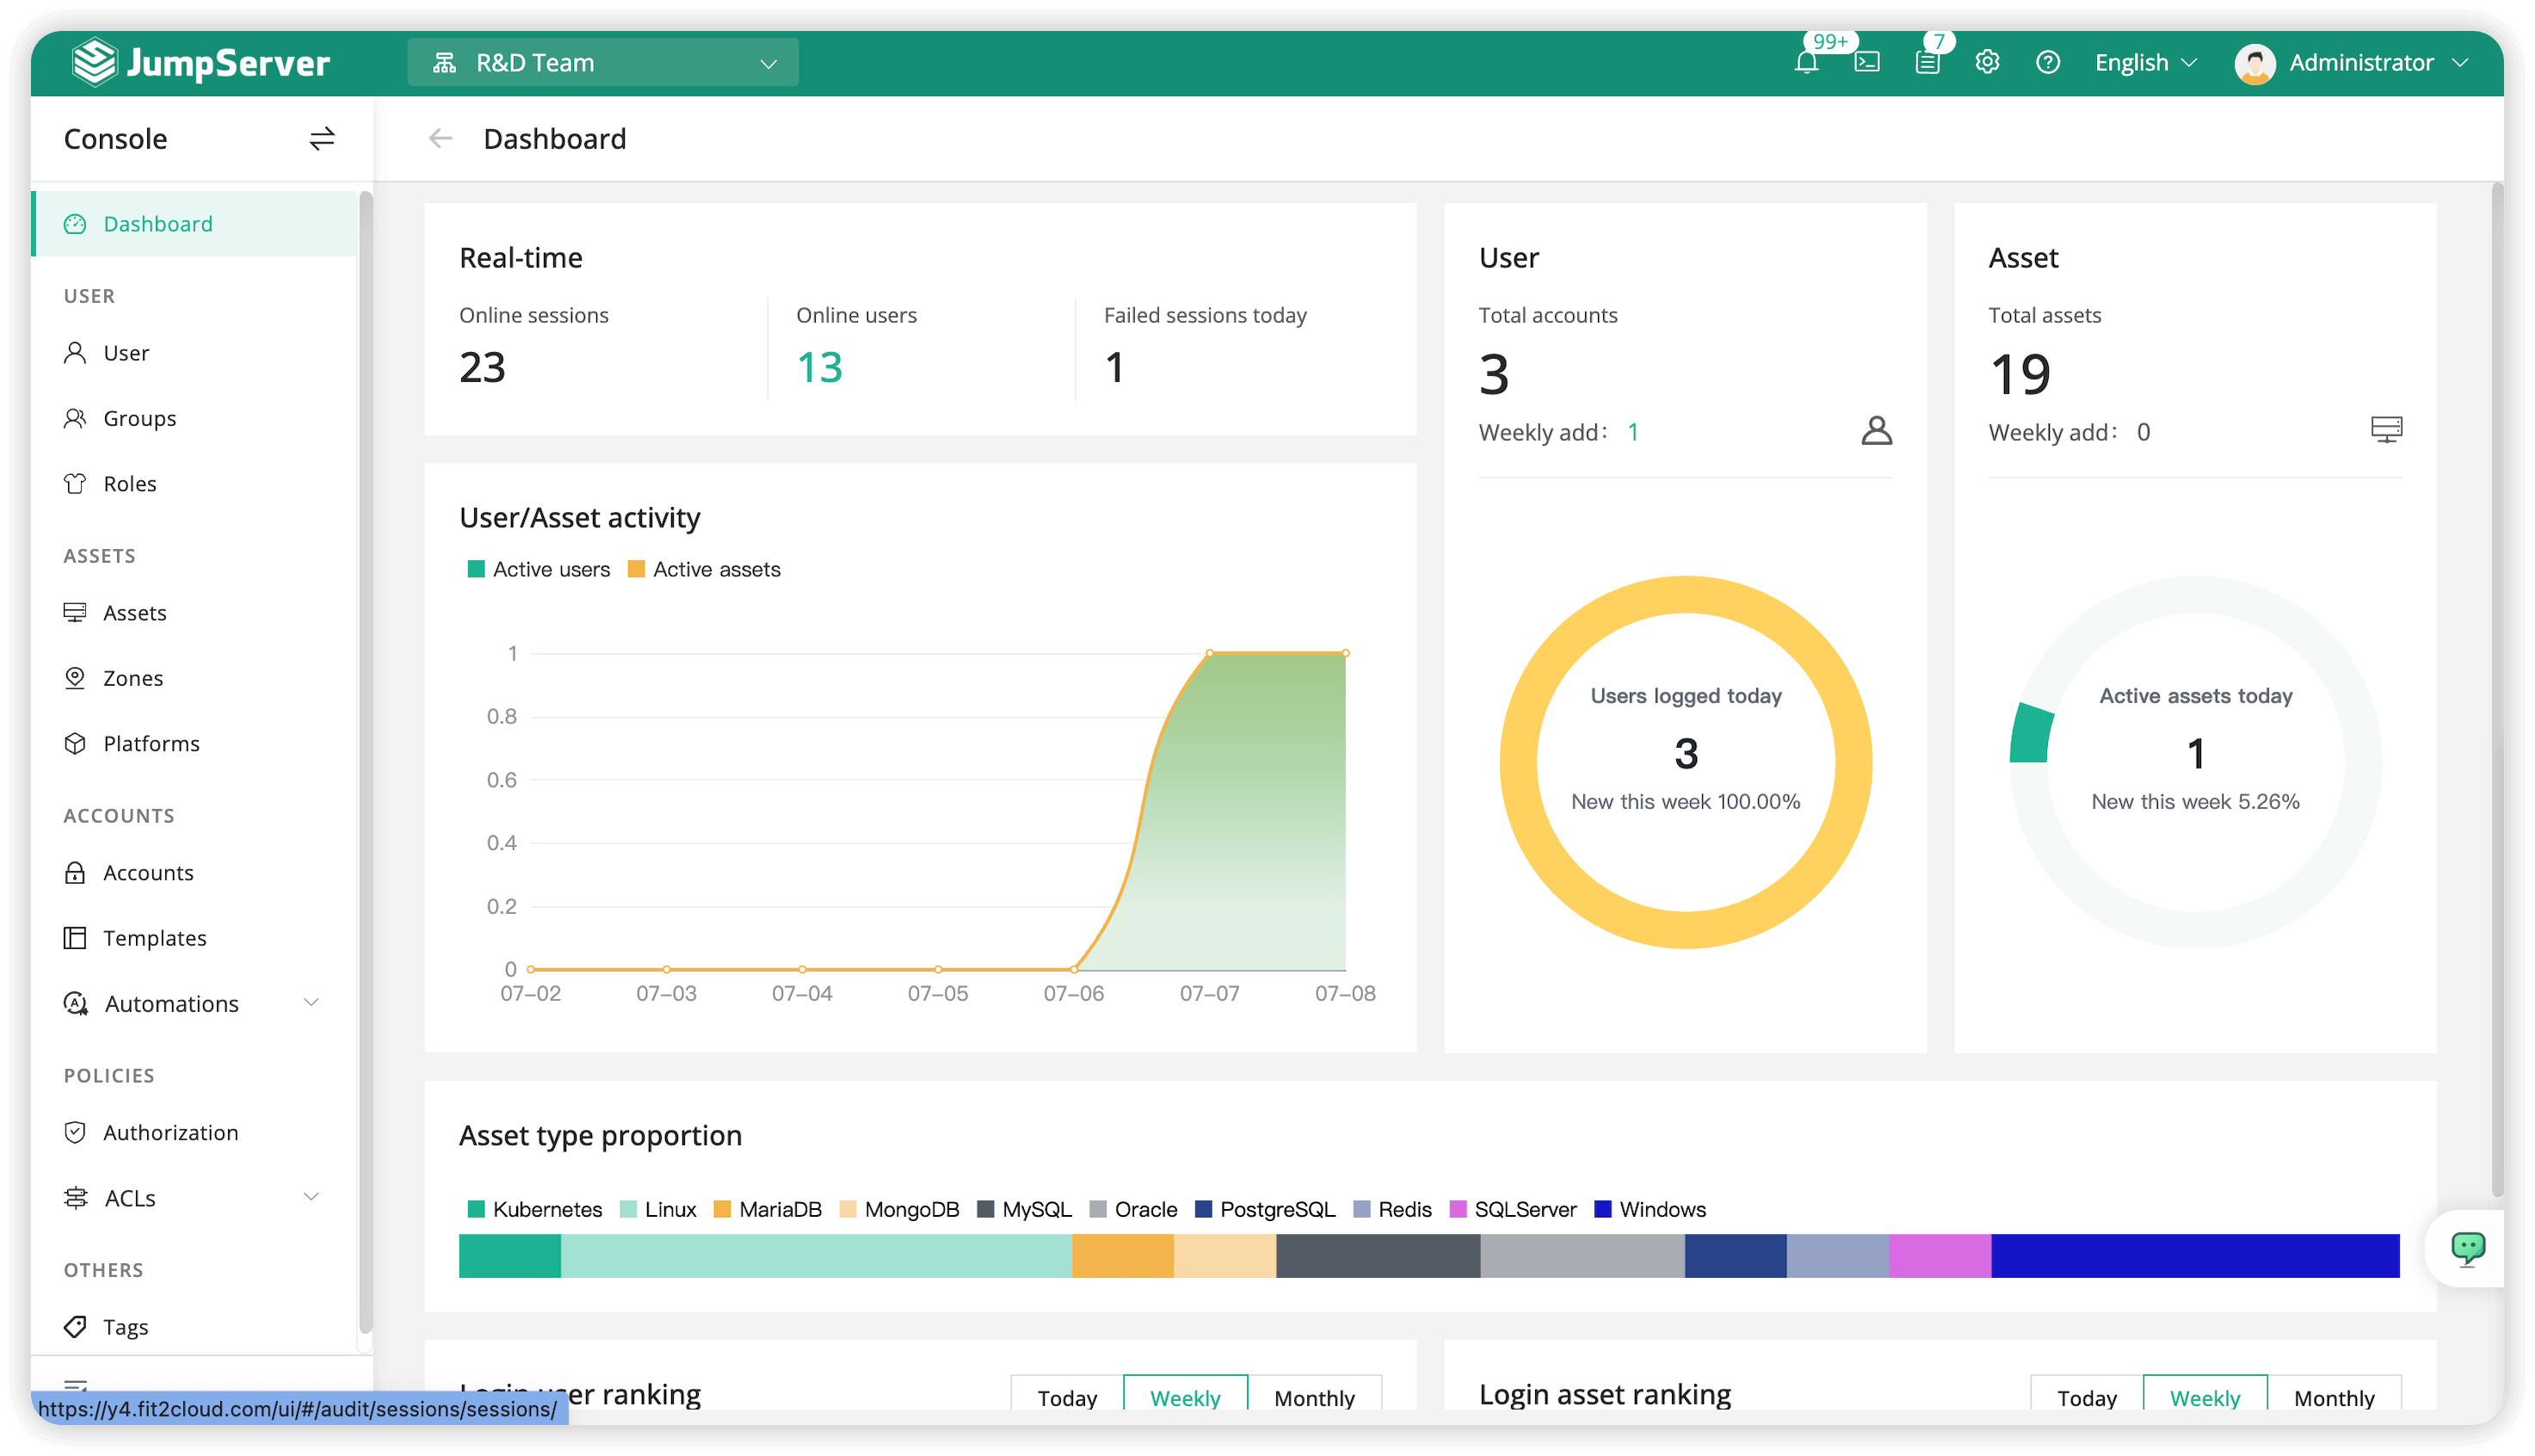 JumpServer
R&D Team
99+
7
English
Administrator
Console
Dashboard
Dashboard
USER
User
Groups
Roles
ASSETS
Assets
Zones
Platforms
ACCOUNTS
Accounts
Templates
Automations
POLICIES
Authorization
ACLs
OTHERS
Tags
https://y4.fit2cloud.com/ui/#/audit/sessions/sessions/
Real-time
Online sessions
23
Online users
13
Failed sessions today
1
User
Total accounts
3
Weekly add: 1
Asset
Total assets
19
Weekly add: 0
User/Asset activity
Active users Active assets
1
0.8
0.6
0.4
0.2
0
07-02 07-03 07-04 07-05 07-06 07-07 07-08
Users logged today
3
New this week 100.00%
Active assets today
1
New this week 5.26%
Asset type proportion
Kubernetes Linux MariaDB MongoDB MySQL Oracle PostgreSQL Redis SQLServer Windows
Login user ranking
Today Weekly Monthly
Login asset ranking
Today Weekly Monthly